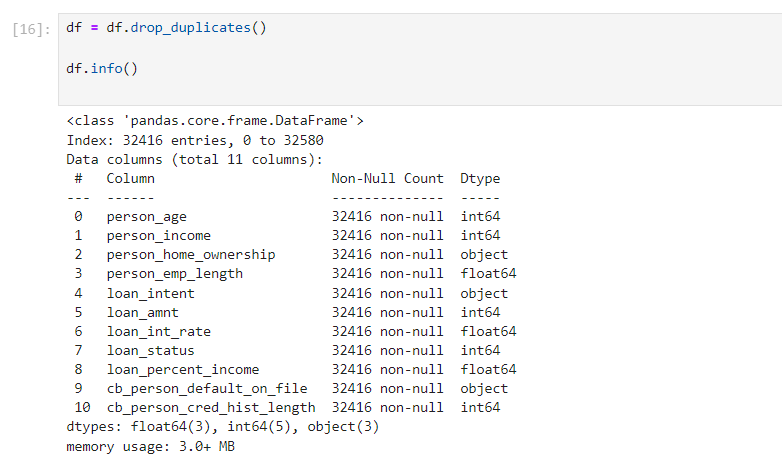 [16]:
df = df.drop_duplicates()
df.info()
<class 'pandas.core.frame.DataFrame'>
Index: 32416 entries, 0 to 32580
Data columns (total 11 columns):
 #   Column                      Non-Null Count  Dtype
---  ------                      --------------  -----
 0   person_age                  32416 non-null  int64
 1   person_income               32416 non-null  int64
 2   person_home_ownership       32416 non-null  object
 3   person_emp_length           32416 non-null  float64
 4   loan_intent                 32416 non-null  object
 5   loan_amnt                   32416 non-null  int64
 6   loan_int_rate               32416 non-null  float64
 7   loan_status                 32416 non-null  int64
 8   loan_percent_income         32416 non-null  float64
 9   cb_person_default_on_file   32416 non-null  object
 10  cb_person_cred_hist_length  32416 non-null  int64
dtypes: float64(3), int64(5), object(3)
memory usage: 3.0+ MB